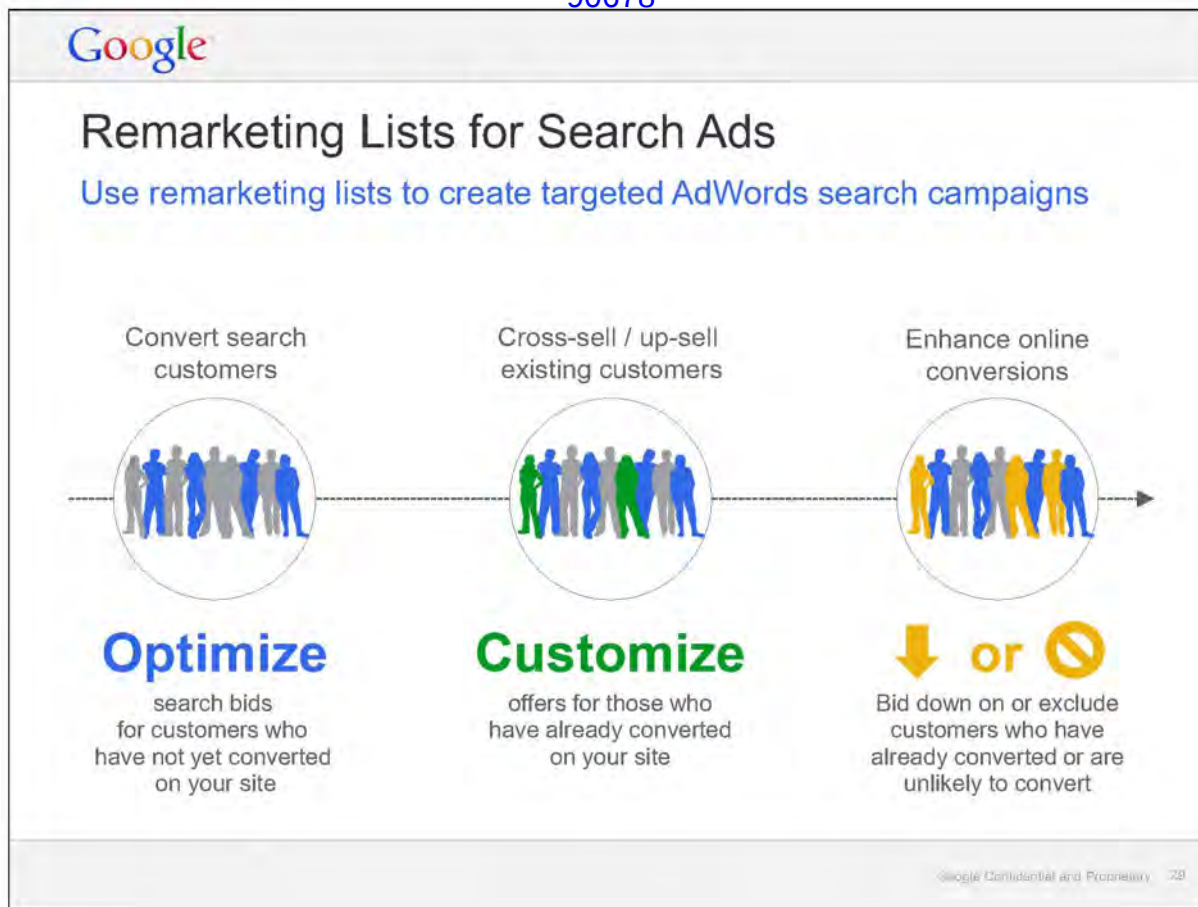 90678
Google
Remarketing Lists for Search Ads
Use remarketing lists to create targeted AdWords search campaigns
Convert search
customers
Cross-sell / up-sell
existing customers
Enhance online
conversions
Optimize
search bids
for customers who
have not yet converted
on your site
Customize
offers for those who
have already converted
on your site
or
Bid down on or exclude
customers who have
already converted or are
unlikely to convert
Google Confidential and Proprietary 29